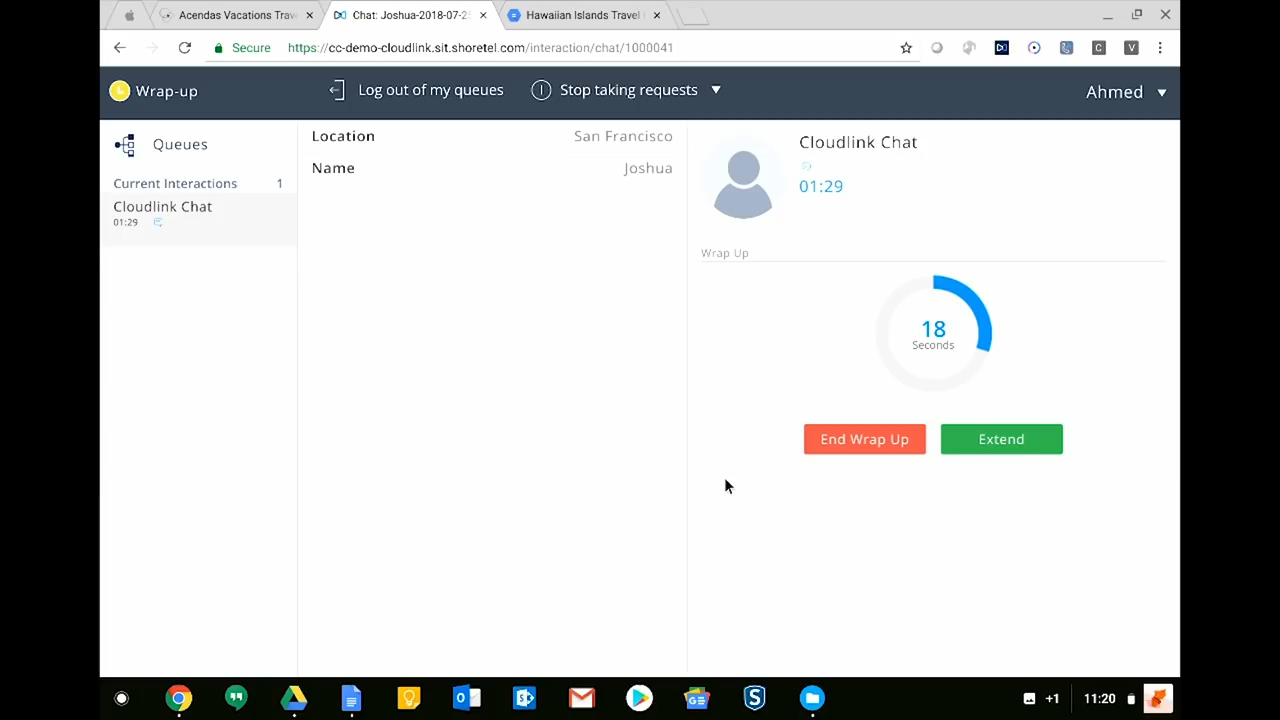 Acendas Vacations Trav
Chat: Joshua-2018-07-25
Hawaiian Islands Travel
Secure
https://cc-demo-cloudlink.sit.shoretel.com/interaction/chat/1000041
C
V
Wrap-up
Log out of my queues
Stop taking requests
Ahmed
Queues
Current Interactions 1
Cloudlink Chat
01:29
Location San Francisco
Name Joshua
Cloudlink Chat
01:29
Wrap Up
18
Seconds
End Wrap Up
Extend
+1
11:20